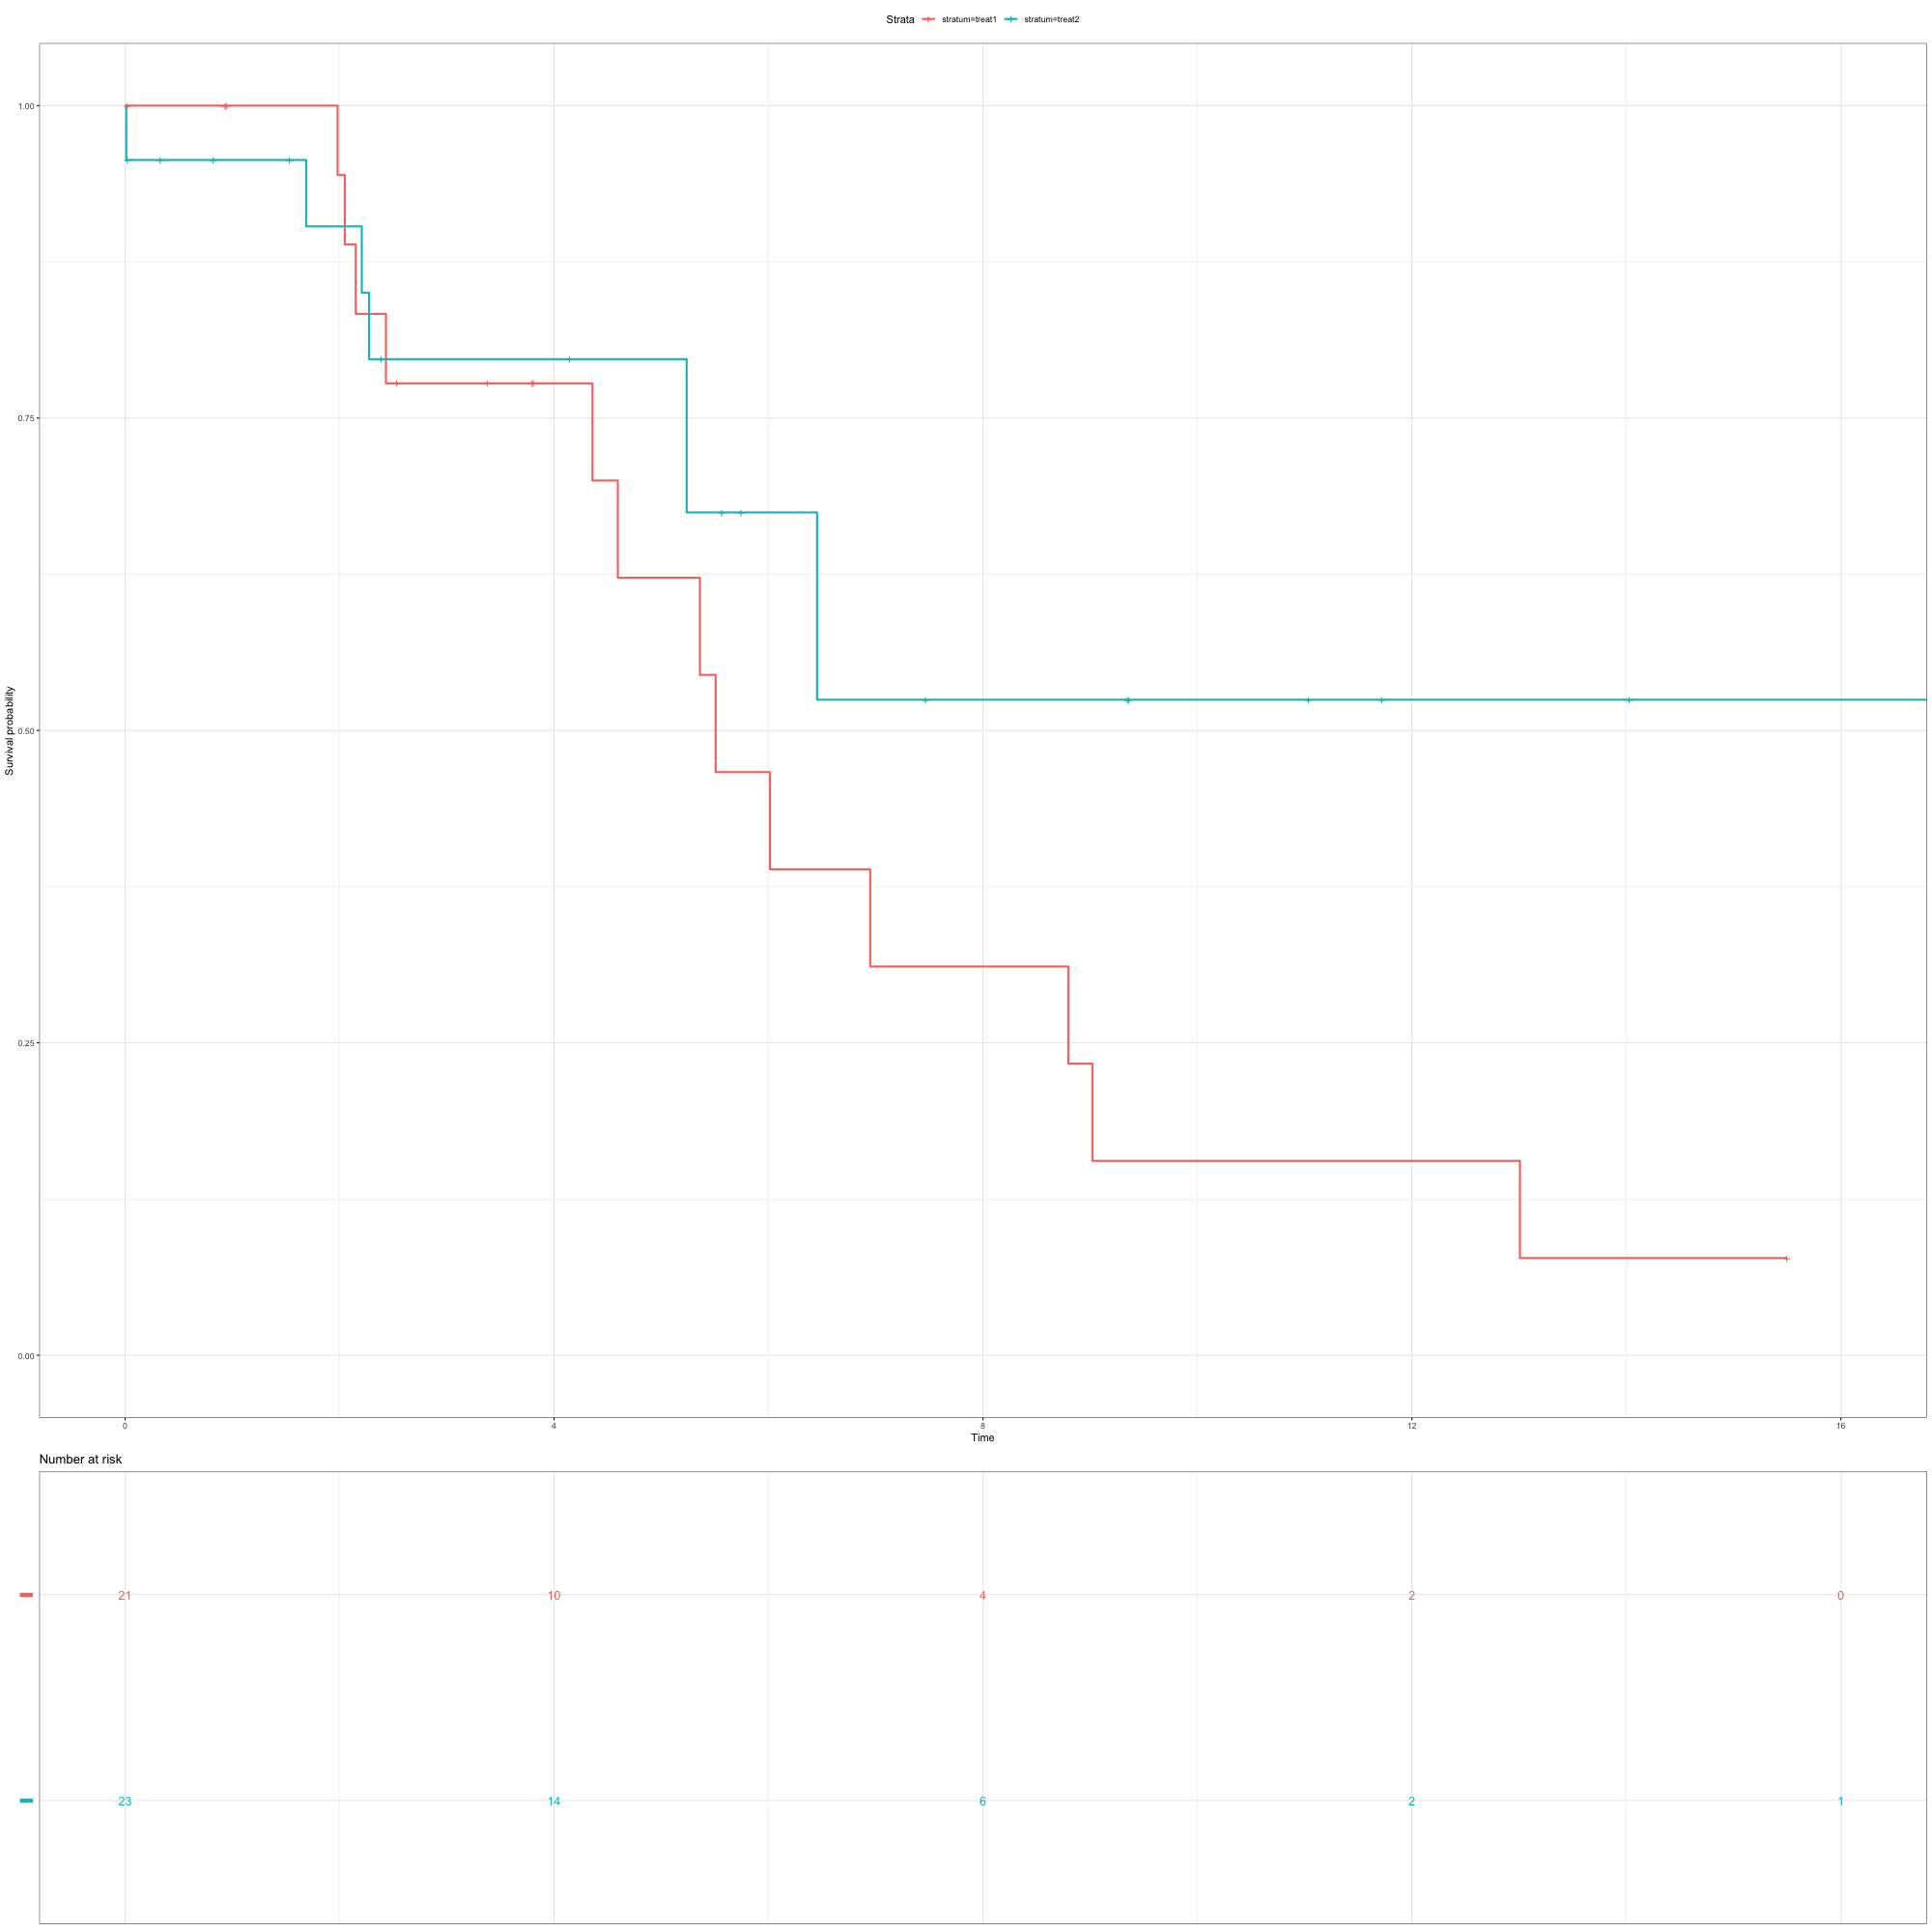 Strata stratum=treat1 stratum=treat2
1.00
0.75
0.50
0.25
0.00
Survival probability
0 4 8 12 16
Time
Number at risk
21 10 4 2 0
23 14 6 2 1